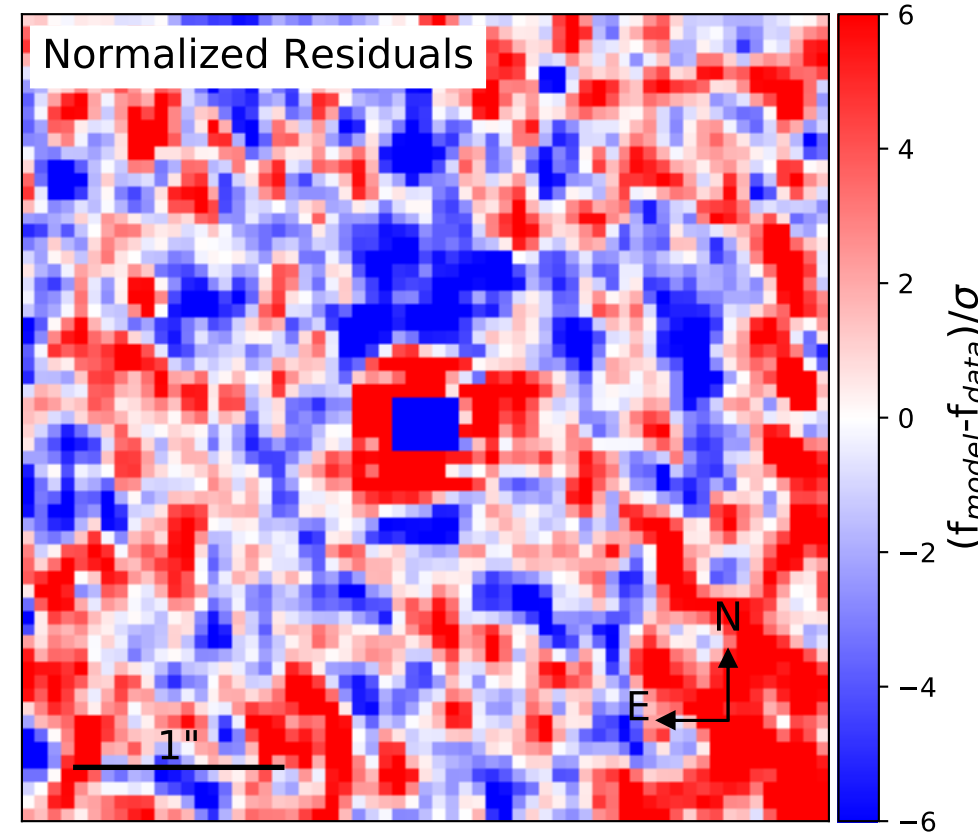 Normalized Residuals
6
4
2
0
−2
−4
−6
(f_model-f_data)/σ
N
E
1"